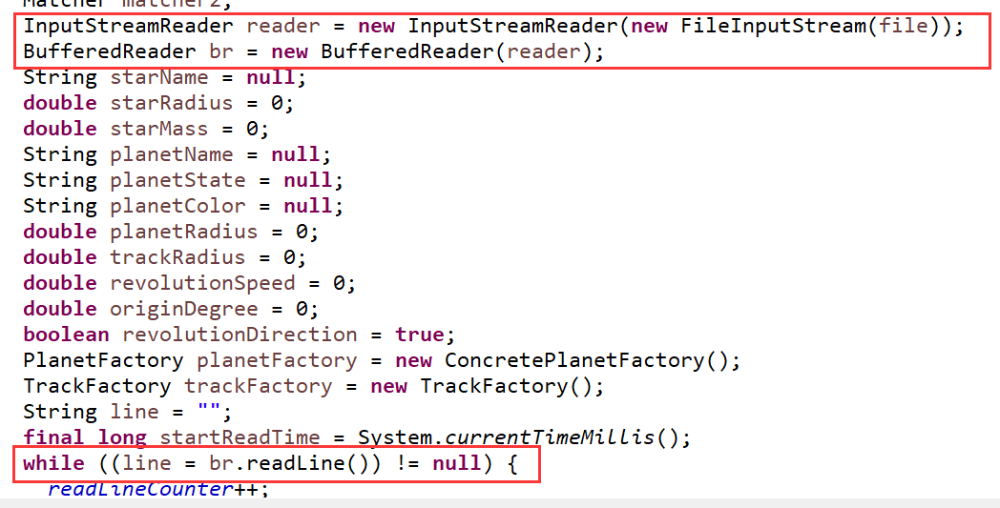 Matcher matcher2;
InputStreamReader reader = new InputStreamReader(new FileInputStream(file));
BufferedReader br = new BufferedReader(reader);
String starName = null;
double starRadius = 0;
double starMass = 0;
String planetName = null;
String planetState = null;
String planetColor = null;
double planetRadius = 0;
double trackRadius = 0;
double revolutionSpeed = 0;
double originDegree = 0;
boolean revolutionDirection = true;
PlanetFactory planetFactory = new ConcretePlanetFactory();
TrackFactory trackFactory = new TrackFactory();
String line = "";
final long startReadTime = System.currentTimeMillis();
while ((line = br.readLine()) != null) {
readLineCounter++;